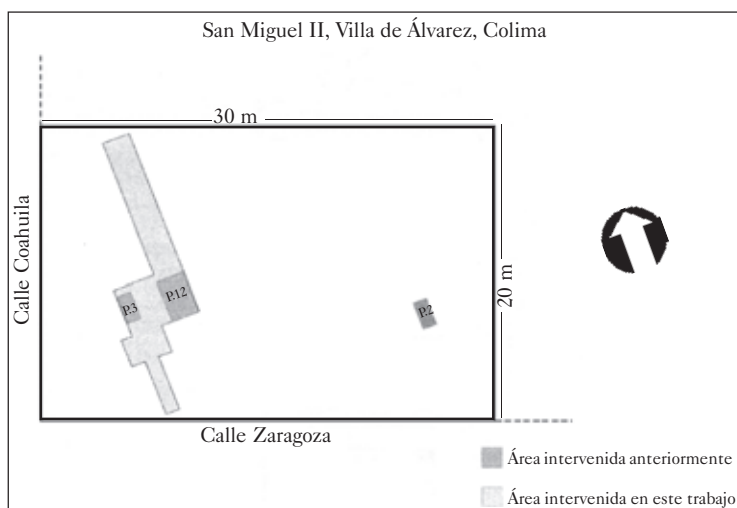 San Miguel II, Villa de Álvarez, Colima
30 m
Calle Coahuila
20 m
P.3
P.12
P.2
Calle Zaragoza
Área intervenida anteriormente
Área intervenida en este trabajo